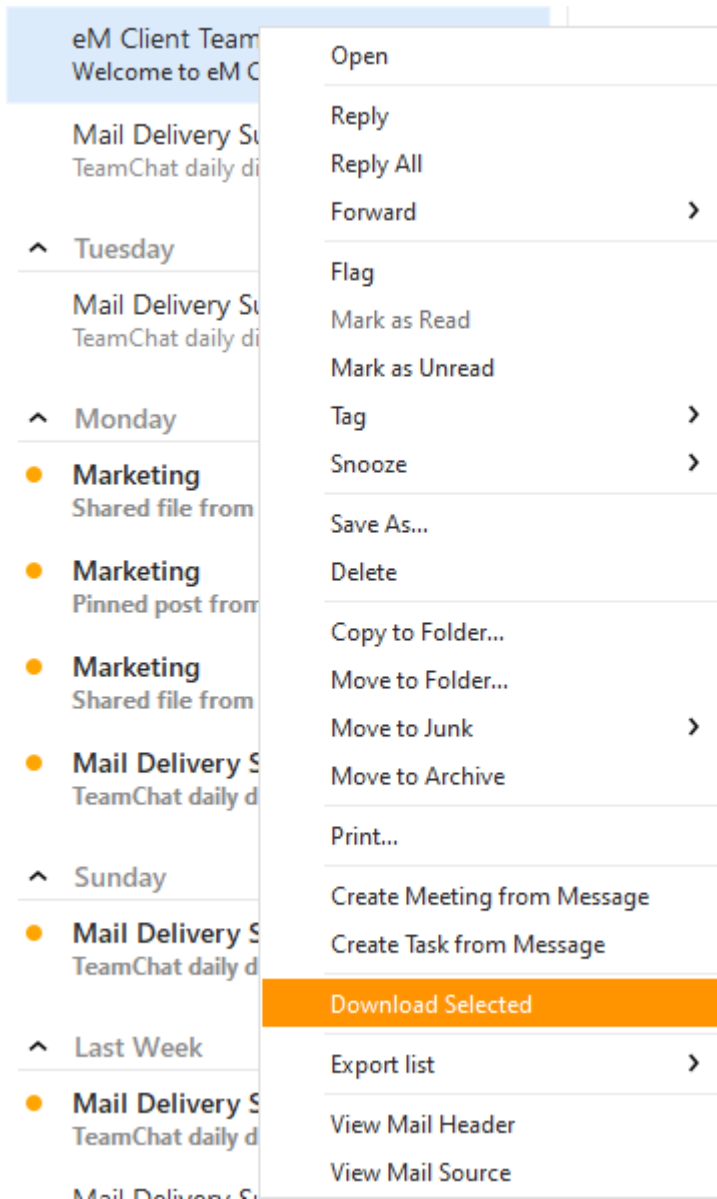 eM Client Team
Welcome to eM C
Mail Delivery Su
TeamChat daily di
Tuesday
Mail Delivery Su
TeamChat daily di
Monday
Marketing
Shared file from
Marketing
Pinned post from
Marketing
Shared file from
Mail Delivery S
TeamChat daily d
Sunday
Mail Delivery S
TeamChat daily d
Last Week
Mail Delivery S
TeamChat daily d
Mail Delivery Su
Open
Reply
Reply All
Forward
Flag
Mark as Read
Mark as Unread
Tag
Snooze
Save As...
Delete
Copy to Folder...
Move to Folder...
Move to Junk
Move to Archive
Print...
Create Meeting from Message
Create Task from Message
Download Selected
Export list
View Mail Header
View Mail Source